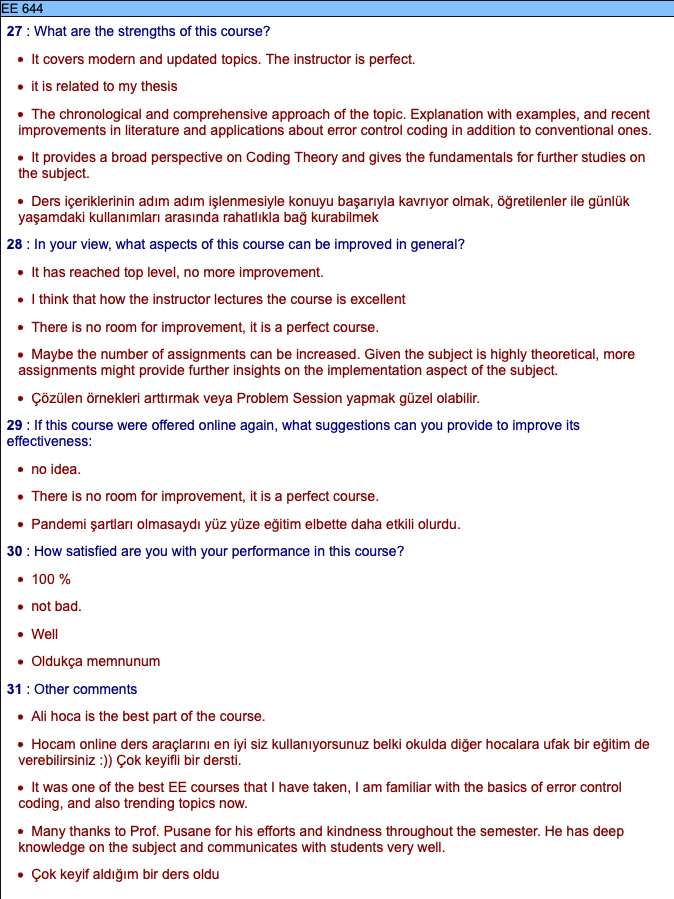 EE 644
27 : What are the strengths of this course?
• It covers modern and updated topics. The instructor is perfect.
• it is related to my thesis
• The chronological and comprehensive approach of the topic. Explanation with examples, and recent
improvements in literature and applications about error control coding in addition to conventional ones.
• It provides a broad perspective on Coding Theory and gives the fundamentals for further studies on
the subject.
• Ders içeriklerinin adım adım işlenmesiyle konuyu başarıyla kavrıyor olmak, öğretilenler ile günlük
yaşamdaki kullanımları arasında rahatlıkla bağ kurabilmek
28 : In your view, what aspects of this course can be improved in general?
• It has reached top level, no more improvement.
• I think that how the instructor lectures the course is excellent
• There is no room for improvement, it is a perfect course.
• Maybe the number of assignments can be increased. Given the subject is highly theoretical, more
assignments might provide further insights on the implementation aspect of the subject.
• Çözülen örnekleri arttırmak veya Problem Session yapmak güzel olabilir.
29 : If this course were offered online again, what suggestions can you provide to improve its
effectiveness:
• no idea.
• There is no room for improvement, it is a perfect course.
• Pandemi şartları olmasaydı yüz yüze eğitim elbette daha etkili olurdu.
30 : How satisfied are you with your performance in this course?
• 100 %
• not bad.
• Well
• Oldukça memnunum
31 : Other comments
• Ali hoca is the best part of the course.
• Hocam online ders araçlarını en iyi siz kullanıyorsunuz belki okulda diğer hocalara ufak bir eğitim de
verebilirsiniz :)) Çok keyifli bir dersti.
• It was one of the best EE courses that I have taken, I am familiar with the basics of error control
coding, and also trending topics now.
• Many thanks to Prof. Pusane for his efforts and kindness throughout the semester. He has deep
knowledge on the subject and communicates with students very well.
• Çok keyif aldığım bir ders oldu